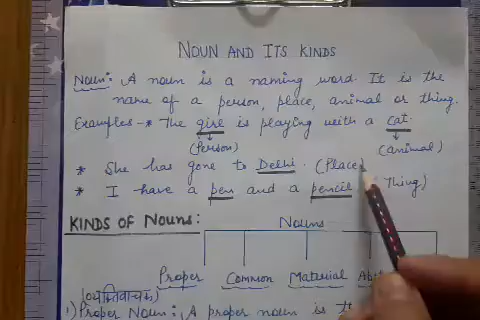 NOUN AND ITS KINDS
Noun: A noun is a naming word. It is the
name of a person, place, animal or thing.
Examples -* The girl is playing with a cat.
(Person) (animal)
* She has gone to Delhi. (Place)
* I have a pen and a pencil Thing)
KINDS OF NOUNS: Nouns
Proper Common Material
(व्यक्तिवाचक)
1) Proper Noun: A proper noun is